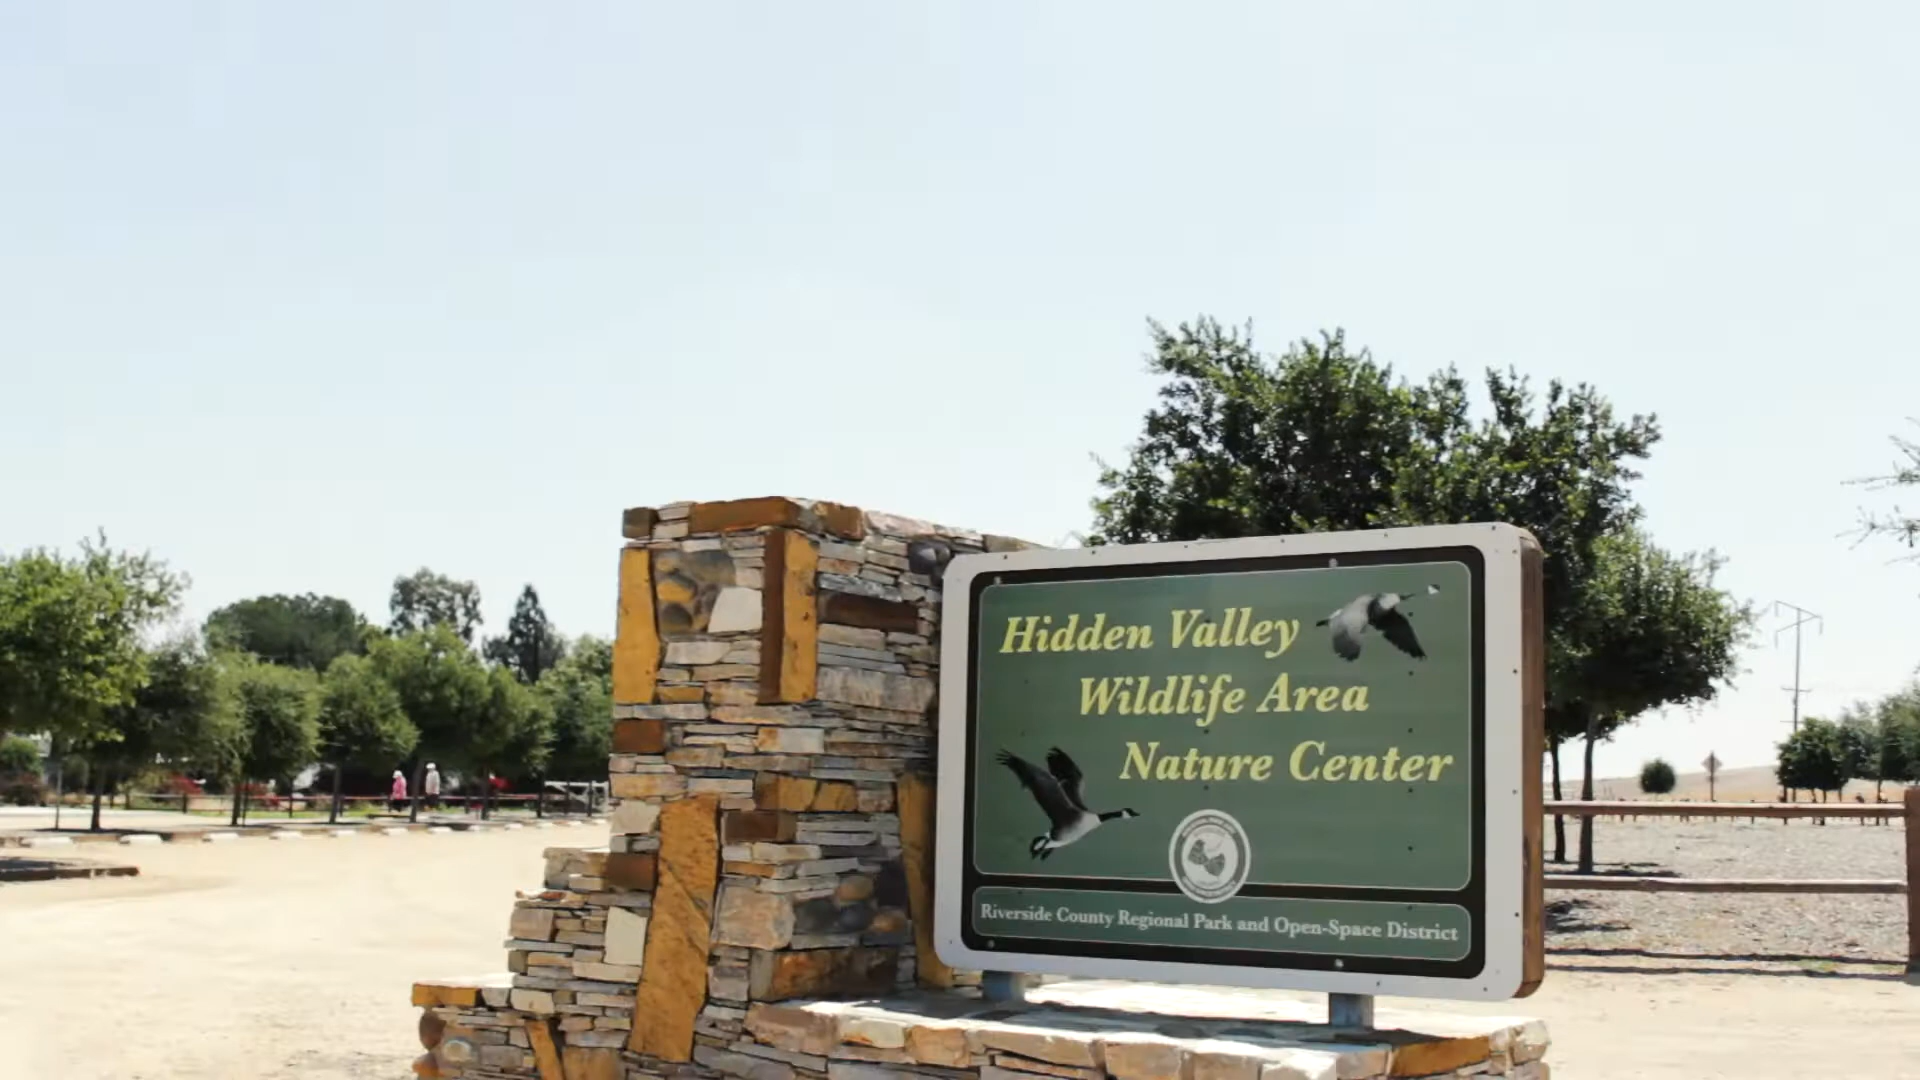 Hidden Valley
Wildlife Area
Nature Center
Riverside County Regional Park and Open-Space District